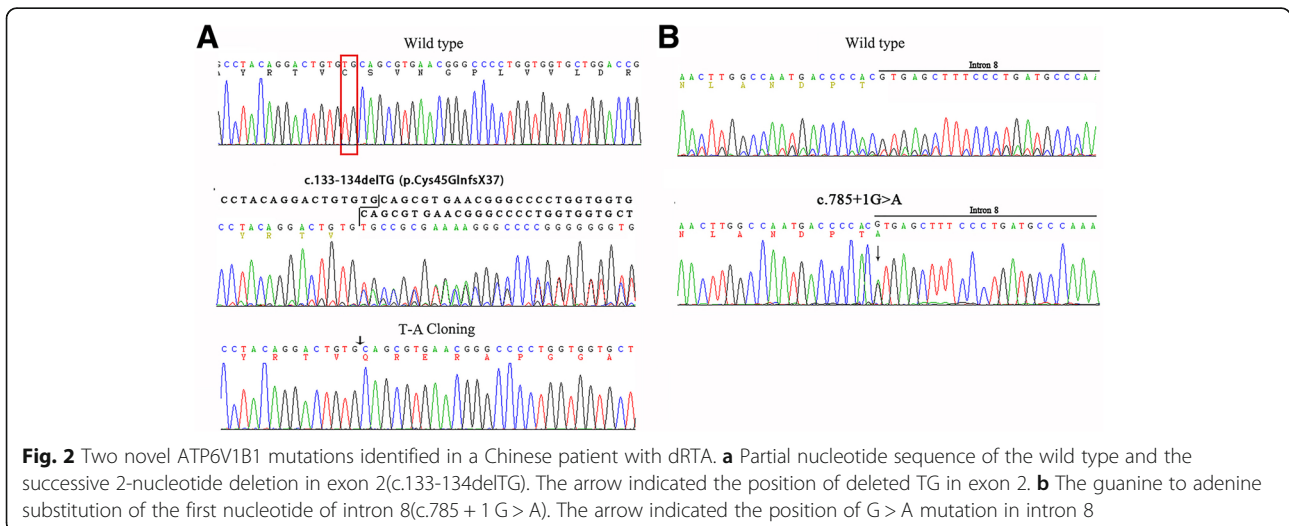 A
Wild type
GCCTACAGGACTGTGTGCAGCGTGAACGGGCCCCTGGTGGTGCTGGACCG
Y R T V C S V N G P L V V L D R
c.133-134delTG (p.Cys45GlnfsX37)
CCTACAGGACTGTGTGCAGCGTGAACGGGCCCCTGGTGGTG
CAGCGTGAACGGGCCCCTGGTGGTGCT
CCTACAGGACTGTGTGCCGCGAAAAGGGCCCCGGGGGGGTG
Y R T V
T-A Cloning
CCTACAGGACTGTGCAGCGTGAACGGGCCCCTGGTGGTGCT
Y R T V Q R E R A P G G A
B
Wild type
Intron 8
AACTTGGCCAATGACCCCACGTGAGCTTTCCCTGATGCCCAA
N L A N D P T
c.785+1G>A
Intron 8
AACTTGGCCAATGACCCCACGTGAGCTTTCCCTGATGCCCAAA
N L A N D P T A
Fig. 2 Two novel ATP6V1B1 mutations identified in a Chinese patient with dRTA. a Partial nucleotide sequence of the wild type and the
successive 2-nucleotide deletion in exon 2(c.133-134delTG). The arrow indicated the position of deleted TG in exon 2. b The guanine to adenine
substitution of the first nucleotide of intron 8(c.785 + 1 G > A). The arrow indicated the position of G > A mutation in intron 8